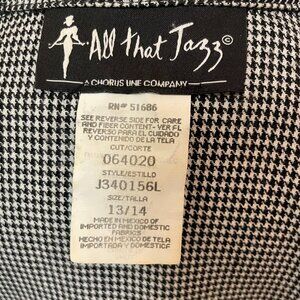 All that Jazz©
A CHORUS LINE COMPANY
RN# 51686
SEE REVERSE SIDE FOR CARE
AND FIBER CONTENT-VER EL
REVERSO PARA EL CUIDADO
Y CONTENIDO DE LA TELA
CUT/CORTE
064020
STYLE/ESTILO
J340156L
SIZE/TALLA
13/14
MADE IN MEXICO OF
IMPORTED AND DOMESTIC
FABRICS
HECHO EN MEXICO DE TELA
IMPORTADA Y DOMESTICA